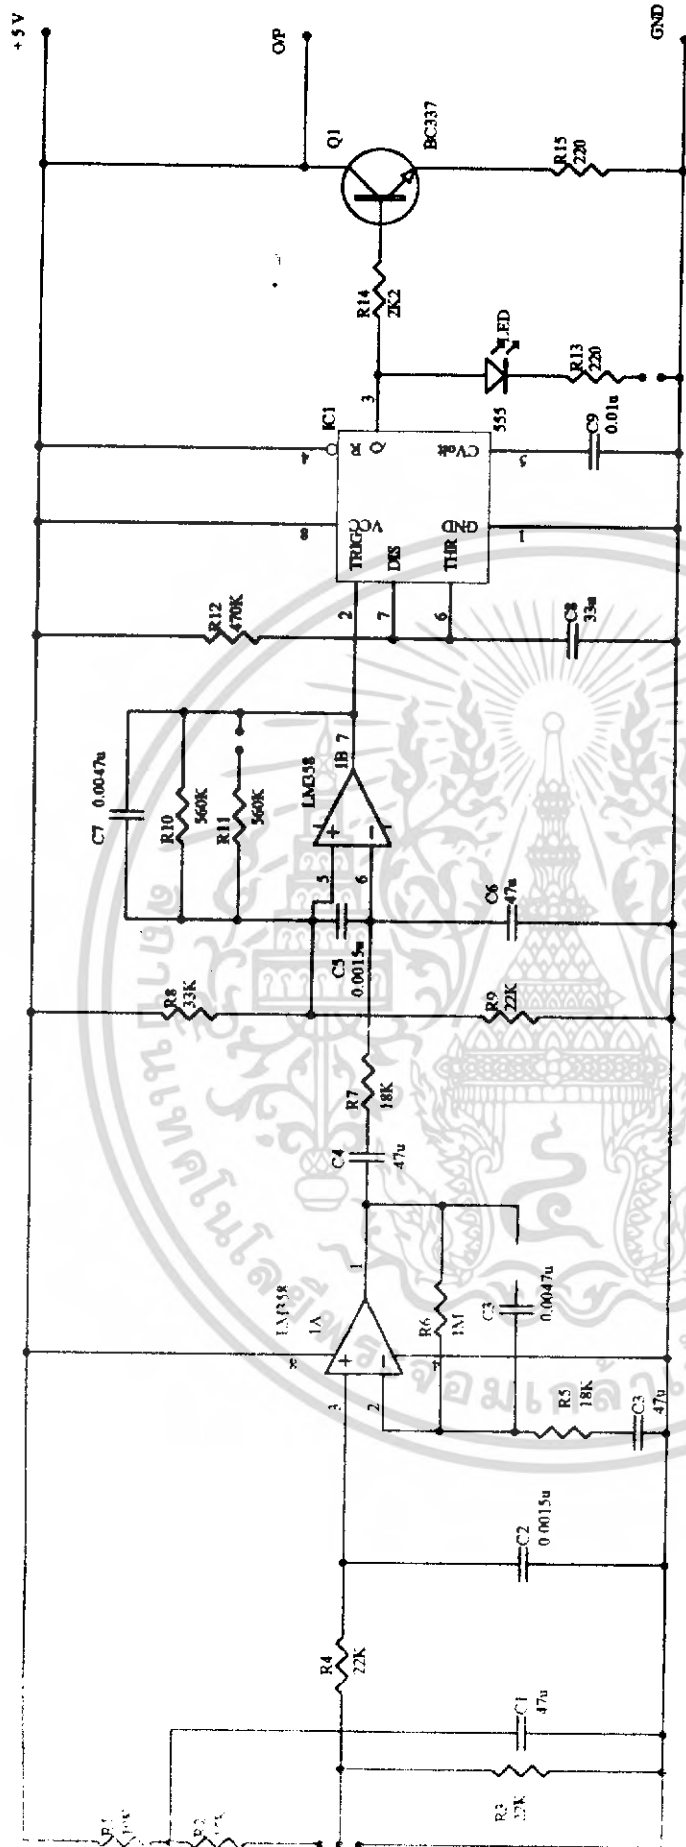 +5 V
O/P
GND
Q1
BC337
R15
220
R14
2K2
LED
R13
220
3
IC1
555
4
R
Q
CVolt
5
C9
0.01u
8
VCC
GND
1
TRIG
DIS
THR
2
7
6
R12
470K
C8
33u
C7 0.0047u
R10
560K
R11
560K
LM358
1B
7
5
6
C5
0.0015u
C6
47u
R8
33K
R9
22K
R7
18K
C4
47u
LM358
1A
1
8
3
2
4
R6
1M
C3
0.0047u
R5
18K
C3
47u
C2
0.0015u
R4
22K
C1
47u
R3
R1
R2